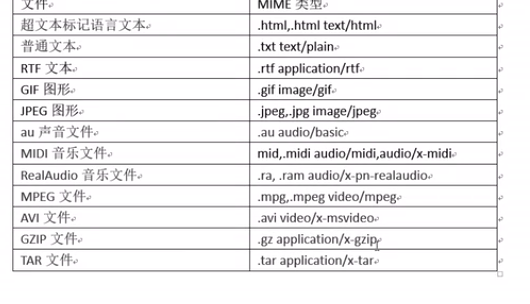 文件 MIME 类型
超文本标记语言文本 .html,.html text/html
普通文本 .txt text/plain
RTF 文本 .rtf application/rtf
GIF 图形 .gif image/gif
JPEG 图形 .jpeg,.jpg image/jpeg
au 声音文件 .au audio/basic
MIDI 音乐文件 mid,.midi audio/midi,audio/x-midi
RealAudio 音乐文件 .ra, .ram audio/x-pn-realaudio
MPEG 文件 .mpg,.mpeg video/mpeg
AVI 文件 .avi video/x-msvideo
GZIP 文件 .gz application/x-gzip
TAR 文件 .tar application/x-tar